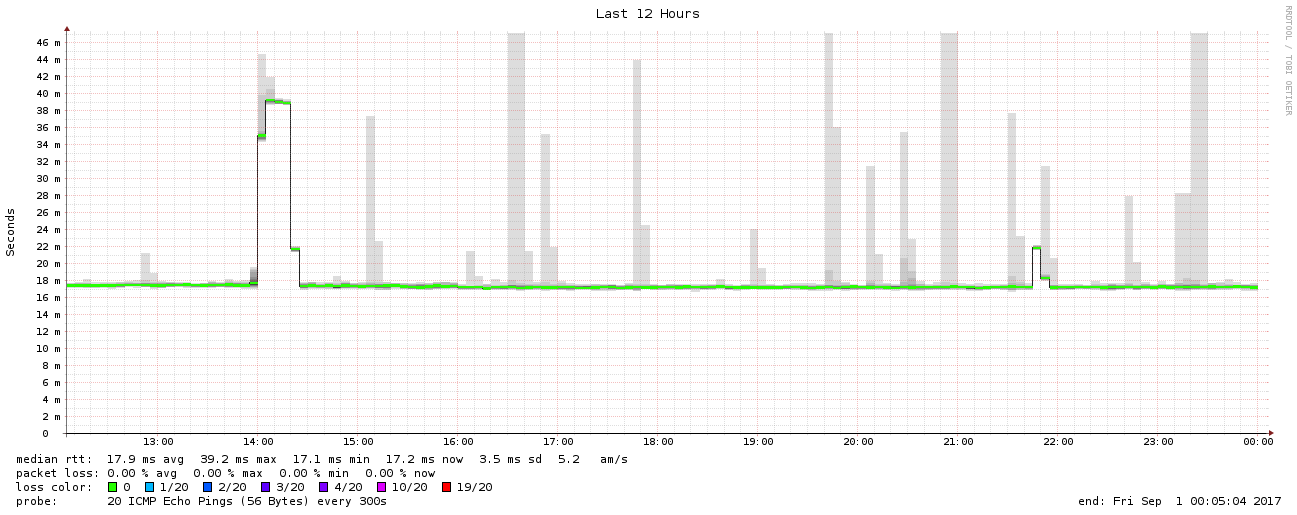 Last 12 Hours
RRDTOOL / TOBI OETIKER
Seconds
46 m
44 m
42 m
40 m
38 m
36 m
34 m
32 m
30 m
28 m
26 m
24 m
22 m
20 m
18 m
16 m
14 m
12 m
10 m
8 m
6 m
4 m
2 m
0
13:00 14:00 15:00 16:00 17:00 18:00 19:00 20:00 21:00 22:00 23:00 00:00
median rtt: 17.9 ms avg 39.2 ms max 17.1 ms min 17.2 ms now 3.5 ms sd 5.2 am/s
packet loss: 0.00 % avg 0.00 % max 0.00 % min 0.00 % now
loss color: 0 1/20 2/20 3/20 4/20 10/20 19/20
probe: 20 ICMP Echo Pings (56 Bytes) every 300s end: Fri Sep 1 00:05:04 2017